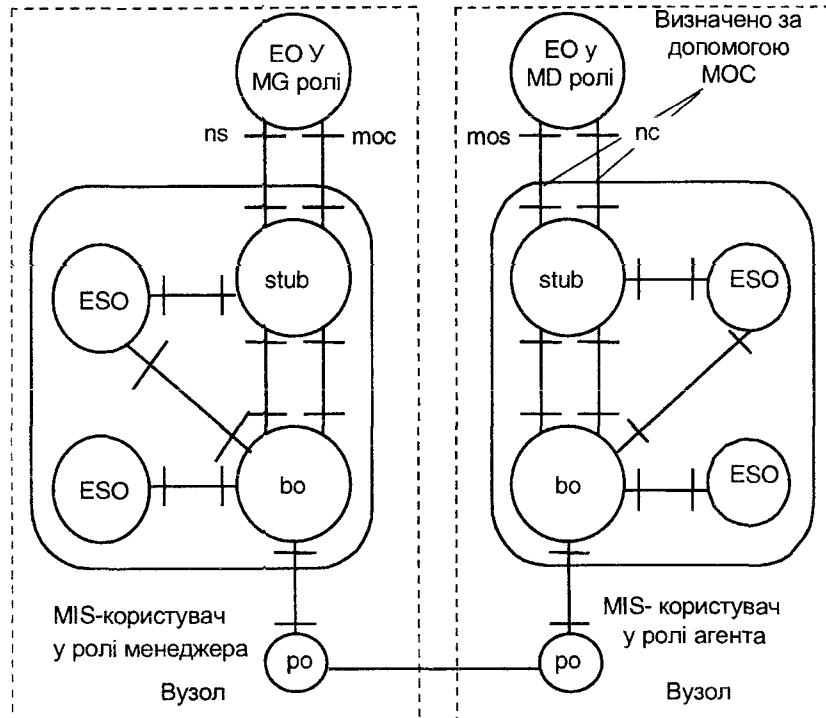 ЕО У
MG ролі
ns
moc
stub
ESO
ESO
bo
MIS-користувач
у ролі менеджера
po
Вузол
ЕО у
MD ролі
Визначено за
допомогою
МОС
mos
nc
stub
ESO
bo
ESO
MIS- користувач
у ролі агента
po
Вузол